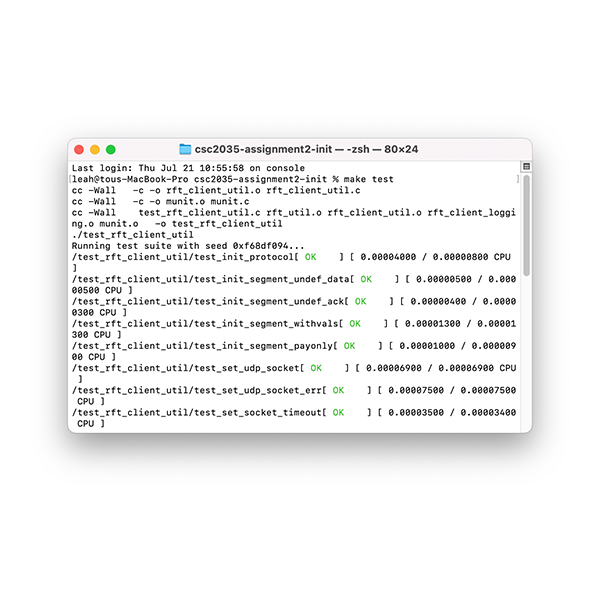 csc2035-assignment2-init — -zsh — 80×24
Last login: Thu Jul 21 10:55:58 on console
[leah@tous-MacBook-Pro csc2035-assignment2-init % make test ]
cc -Wall   -c -o rft_client_util.o rft_client_util.c
cc -Wall   -c -o munit.o munit.c
cc -Wall    test_rft_client_util.c rft_util.o rft_client_util.o rft_client_loggi
ng.o munit.o   -o test_rft_client_util
./test_rft_client_util
Running test suite with seed 0xf68df094...
/test_rft_client_util/test_init_protocol[ OK    ] [ 0.00004000 / 0.00000800 CPU
]
/test_rft_client_util/test_init_segment_undef_data[ OK    ] [ 0.00000500 / 0.000
00500 CPU ]
/test_rft_client_util/test_init_segment_undef_ack[ OK    ] [ 0.00000400 / 0.0000
0300 CPU ]
/test_rft_client_util/test_init_segment_withvals[ OK    ] [ 0.00001300 / 0.00001
300 CPU ]
/test_rft_client_util/test_init_segment_payonly[ OK    ] [ 0.00001000 / 0.000009
00 CPU ]
/test_rft_client_util/test_set_udp_socket[ OK    ] [ 0.00006900 / 0.00006900 CPU
 ]
/test_rft_client_util/test_set_udp_socket_err[ OK    ] [ 0.00007500 / 0.00007500
 CPU ]
/test_rft_client_util/test_set_socket_timeout[ OK    ] [ 0.00003500 / 0.00003400
 CPU ]